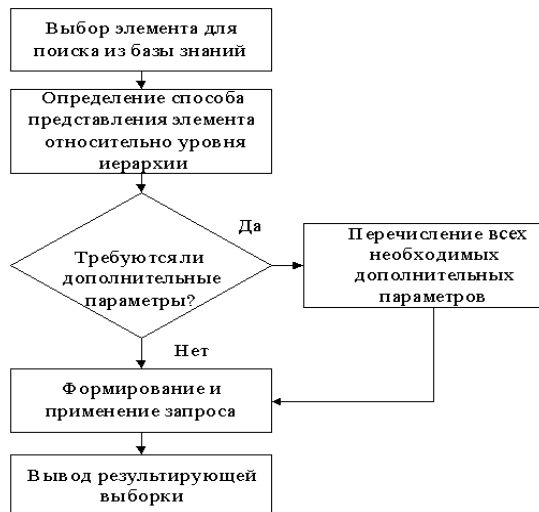 Выбор элемента для
поиска из базы знаний
Определение способа
представления элемента
относительно уровня
иерархии
Да
Требуются ли
дополнительные
параметры?
Перечисление всех
необходимых
дополнительных
параметров
Нет
Формирование и
применение запроса
Вывод результирующей
выборки